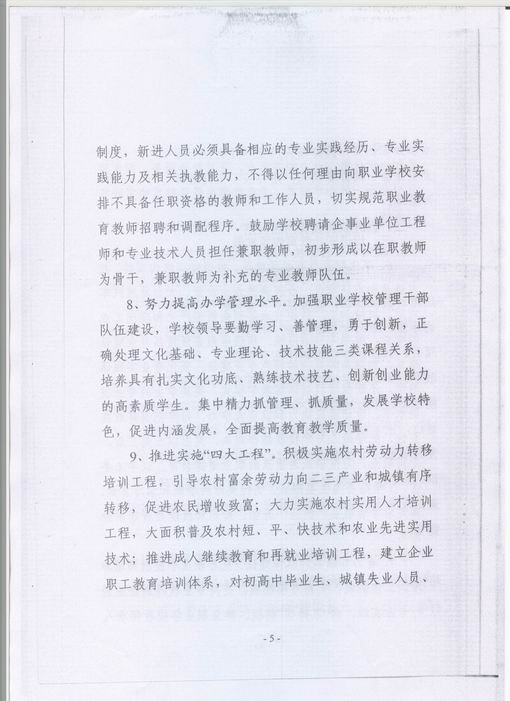 制度，新进人员必须具备相应的专业实践经历、专业实
践能力及相关执教能力，不得以任何理由向职业学校安
排不具备任职资格的教师和工作人员，切实规范职业教
育教师招聘和调配程序。鼓励学校聘请企事业单位工程
师和专业技术人员担任兼职教师，初步形成以在职教师
为骨干，兼职教师为补充的专业教师队伍。
8、努力提高办学管理水平。加强职业学校管理干部
队伍建设，学校领导要勤学习、善管理，勇于创新，正
确处理文化基础、专业理论、技术技能三类课程关系，
培养具有扎实文化功底、熟练技术技艺、创新创业能力
的高素质学生。集中精力抓管理、抓质量，发展学校特
色，促进内涵发展，全面提高教育教学质量。
9、推进实施“四大工程”。积极实施农村劳动力转移
培训工程，引导农村富余劳动力向二三产业和城镇有序
转移，促进农民增收致富；大力实施农村实用人才培训
工程，大面积普及农村短、平、快技术和农业先进实用
技术；推进成人继续教育和再就业培训工程，建立企业
职工教育培训体系，对初高中毕业生、城镇失业人员、
- 5 -